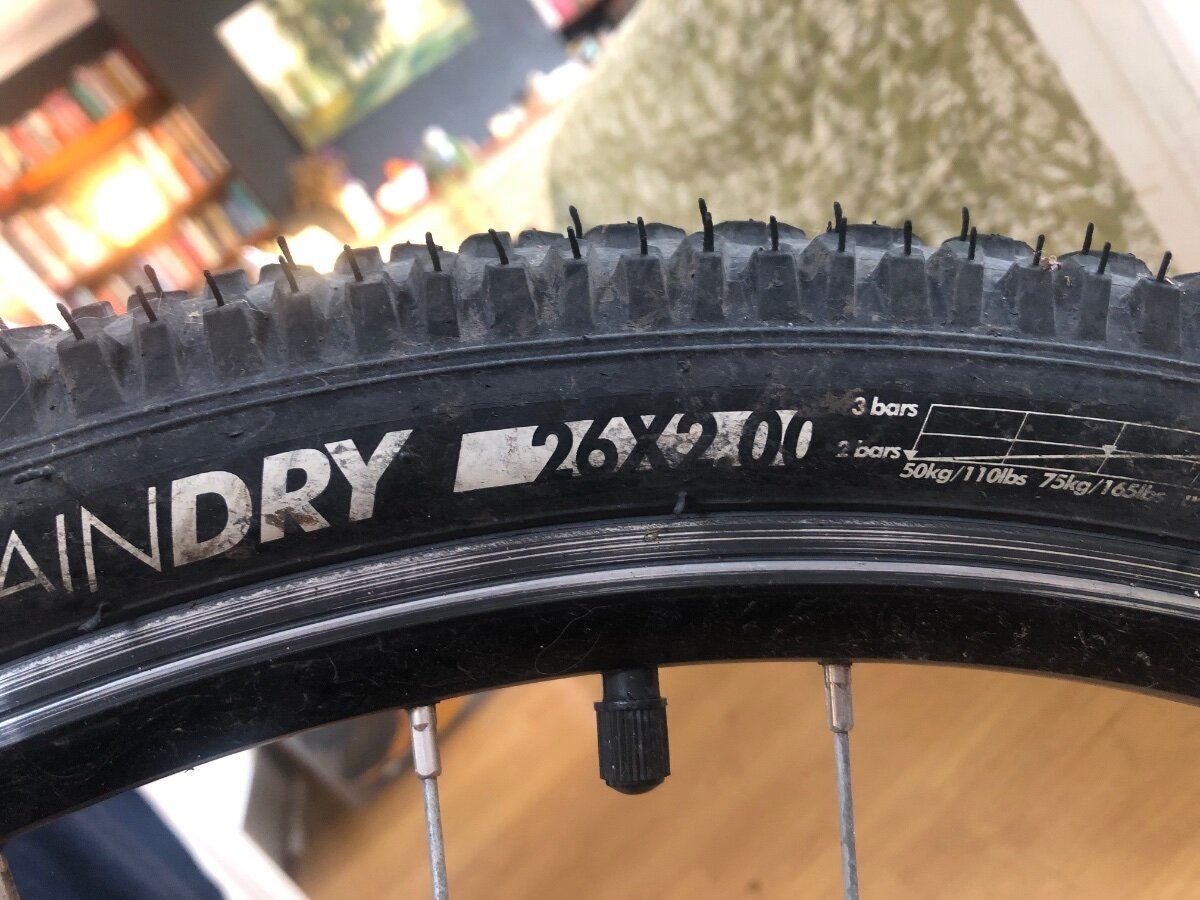 AINDRY 26X2.00
3 bars
2 bars
50kg/110lbs 75kg/165lbs